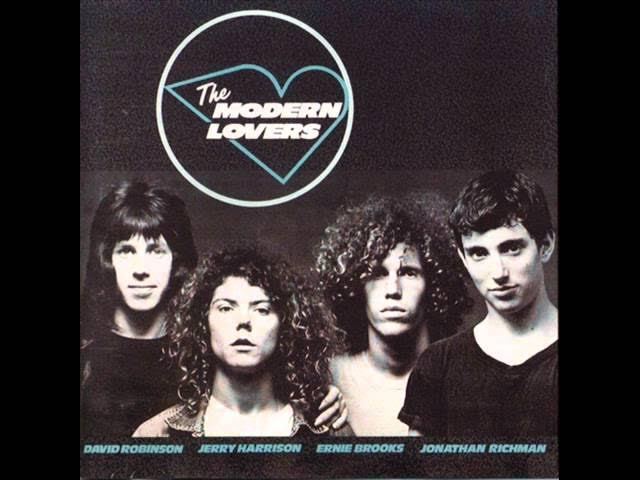 The
MODERN
LOVERS
DAVID ROBINSON JERRY HARRISON ERNIE BROOKS JONATHAN RICHMAN